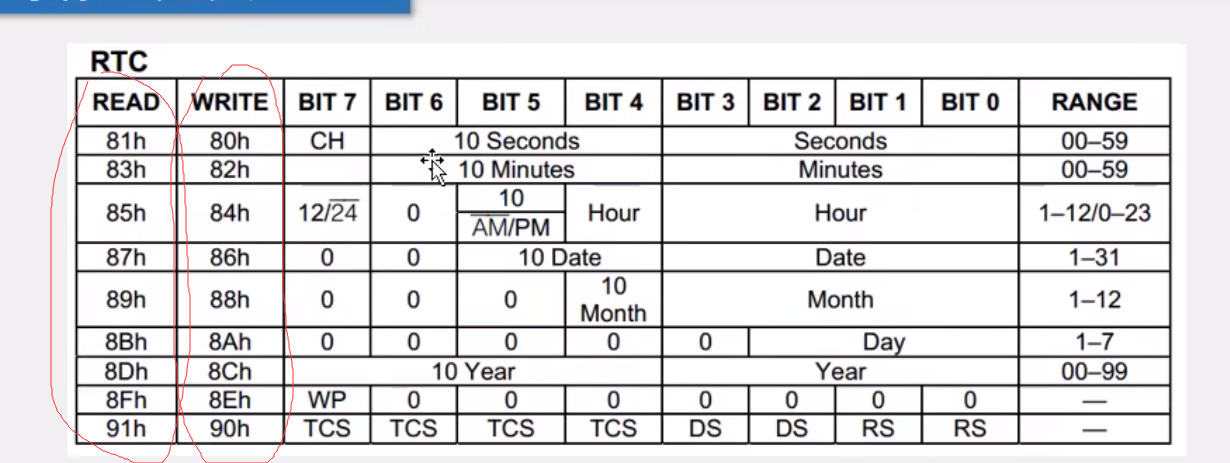 RTC
READ WRITE BIT 7 BIT 6 BIT 5 BIT 4 BIT 3 BIT 2 BIT 1 BIT 0 RANGE
81h 80h CH 10 Seconds Seconds 00–59
83h 82h 10 Minutes Minutes 00–59
85h 84h 12/2̅4̅ 0 10 A̅M̅/PM Hour Hour 1–12/0–23
87h 86h 0 0 10 Date Date 1–31
89h 88h 0 0 0 10 Month Month 1–12
8Bh 8Ah 0 0 0 0 0 Day 1–7
8Dh 8Ch 10 Year Year 00–99
8Fh 8Eh WP 0 0 0 0 0 0 0 —
91h 90h TCS TCS TCS TCS DS DS RS RS —